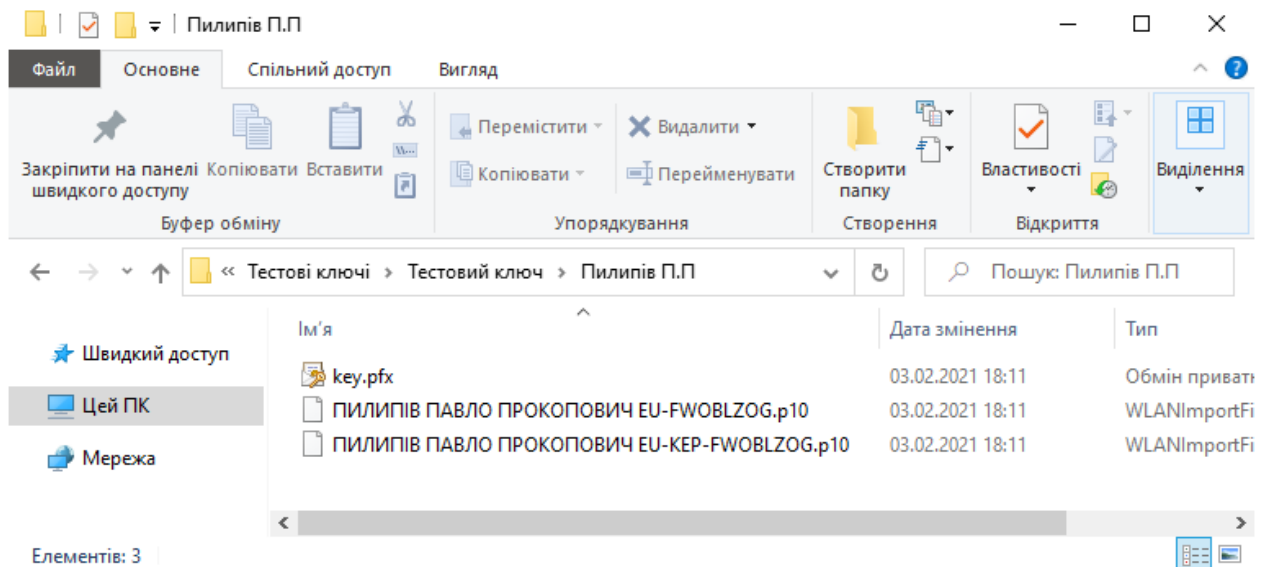 Пилипів П.П
Файл Основне Спільний доступ Вигляд
Закріпити на панелі швидкого доступу
Копіювати
Вставити
Перемістити
Копіювати
Видалити
Перейменувати
Створити папку
Властивості
Виділення
Буфер обміну Упорядкування Створення Відкриття
« Тестові ключі › Тестовий ключ › Пилипів П.П
Пошук: Пилипів П.П
Швидкий доступ
Цей ПК
Мережа
Ім'я Дата змінення Тип
key.pfx 03.02.2021 18:11 Обмін приватн
ПИЛИПІВ ПАВЛО ПРОКОПОВИЧ EU-FWOBLZOG.p10 03.02.2021 18:11 WLANImportFi
ПИЛИПІВ ПАВЛО ПРОКОПОВИЧ EU-KEP-FWOBLZOG.p10 03.02.2021 18:11 WLANImportFi
Елементів: 3